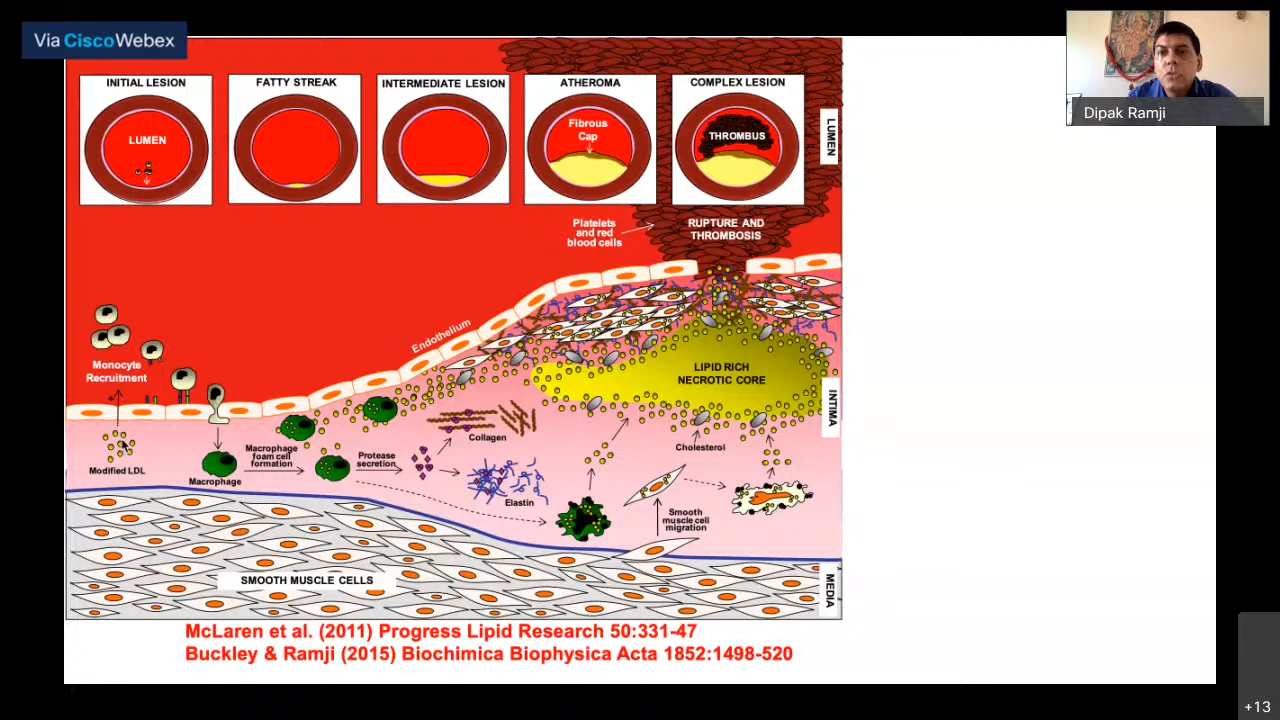 Via Cisco Webex
Dipak Ramji
INITIAL LESION
FATTY STREAK
INTERMEDIATE LESION
ATHEROMA
COMPLEX LESION
LUMEN
Fibrous
Cap
THROMBUS
LUMEN
Platelets
and red
blood cells
RUPTURE AND
THROMBOSIS
Endothelium
Monocyte
Recruitment
LIPID RICH
NECROTIC CORE
INTIMA
Collagen
Cholesterol
Modified LDL
Macrophage
Macrophage
foam cell
formation
Protease
secretion
Elastin
Smooth
muscle cell
migration
SMOOTH MUSCLE CELLS
MEDIA
McLaren et al. (2011) Progress Lipid Research 50:331-47
Buckley & Ramji (2015) Biochimica Biophysica Acta 1852:1498-520
+13